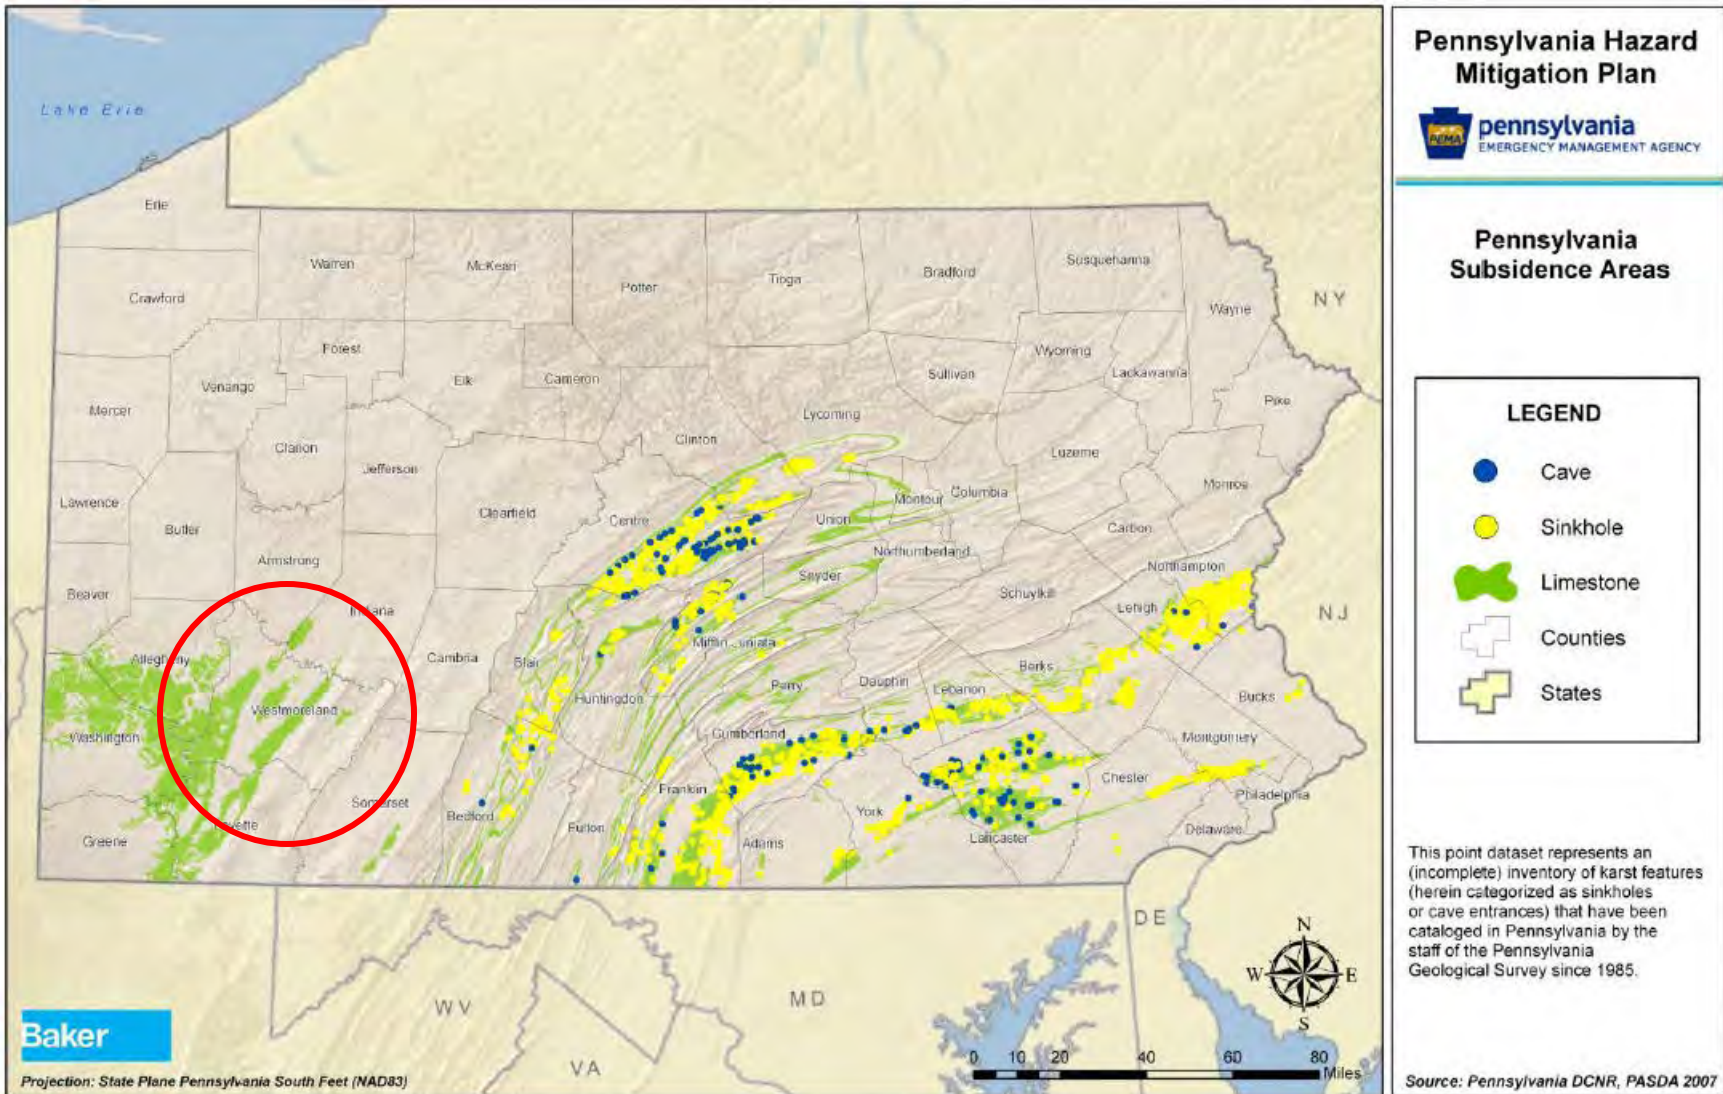 Lake Erie
Erie
Warren
McKean
Potter
Tioga
Bradford
Susquehanna
Wayne
NY
Crawford
Forest
Venango
Elk
Cameron
Sullivan
Wyoming
Lackawanna
Pike
Mercer
Clarion
Jefferson
Clinton
Lycoming
Luzerne
Monroe
Lawrence
Butler
Clearfield
Centre
Union
Montour
Columbia
Carbon
Armstrong
Northumberland
Northampton
Beaver
Indiana
Snyder
Schuylkill
Lehigh
NJ
Allegheny
Cambria
Blair
Mifflin
Juniata
Huntingdon
Perry
Dauphin
Lebanon
Berks
Bucks
Westmoreland
Washington
Cumberland
Montgomery
Somerset
Bedford
Franklin
Chester
Philadelphia
Greene
Fayette
Fulton
Adams
York
Lancaster
Delaware
DE
WV
MD
VA
N
W E
S
0 10 20 40 60 80
Miles
Baker
Projection: State Plane Pennsylvania South Feet (NAD83)
Pennsylvania Hazard
Mitigation Plan
PEMA
pennsylvania
EMERGENCY MANAGEMENT AGENCY
Pennsylvania
Subsidence Areas
LEGEND
Cave
Sinkhole
Limestone
Counties
States
This point dataset represents an
(incomplete) inventory of karst features
(herein categorized as sinkholes
or cave entrances) that have been
cataloged in Pennsylvania by the
staff of the Pennsylvania
Geological Survey since 1985.
Source: Pennsylvania DCNR, PASDA 2007